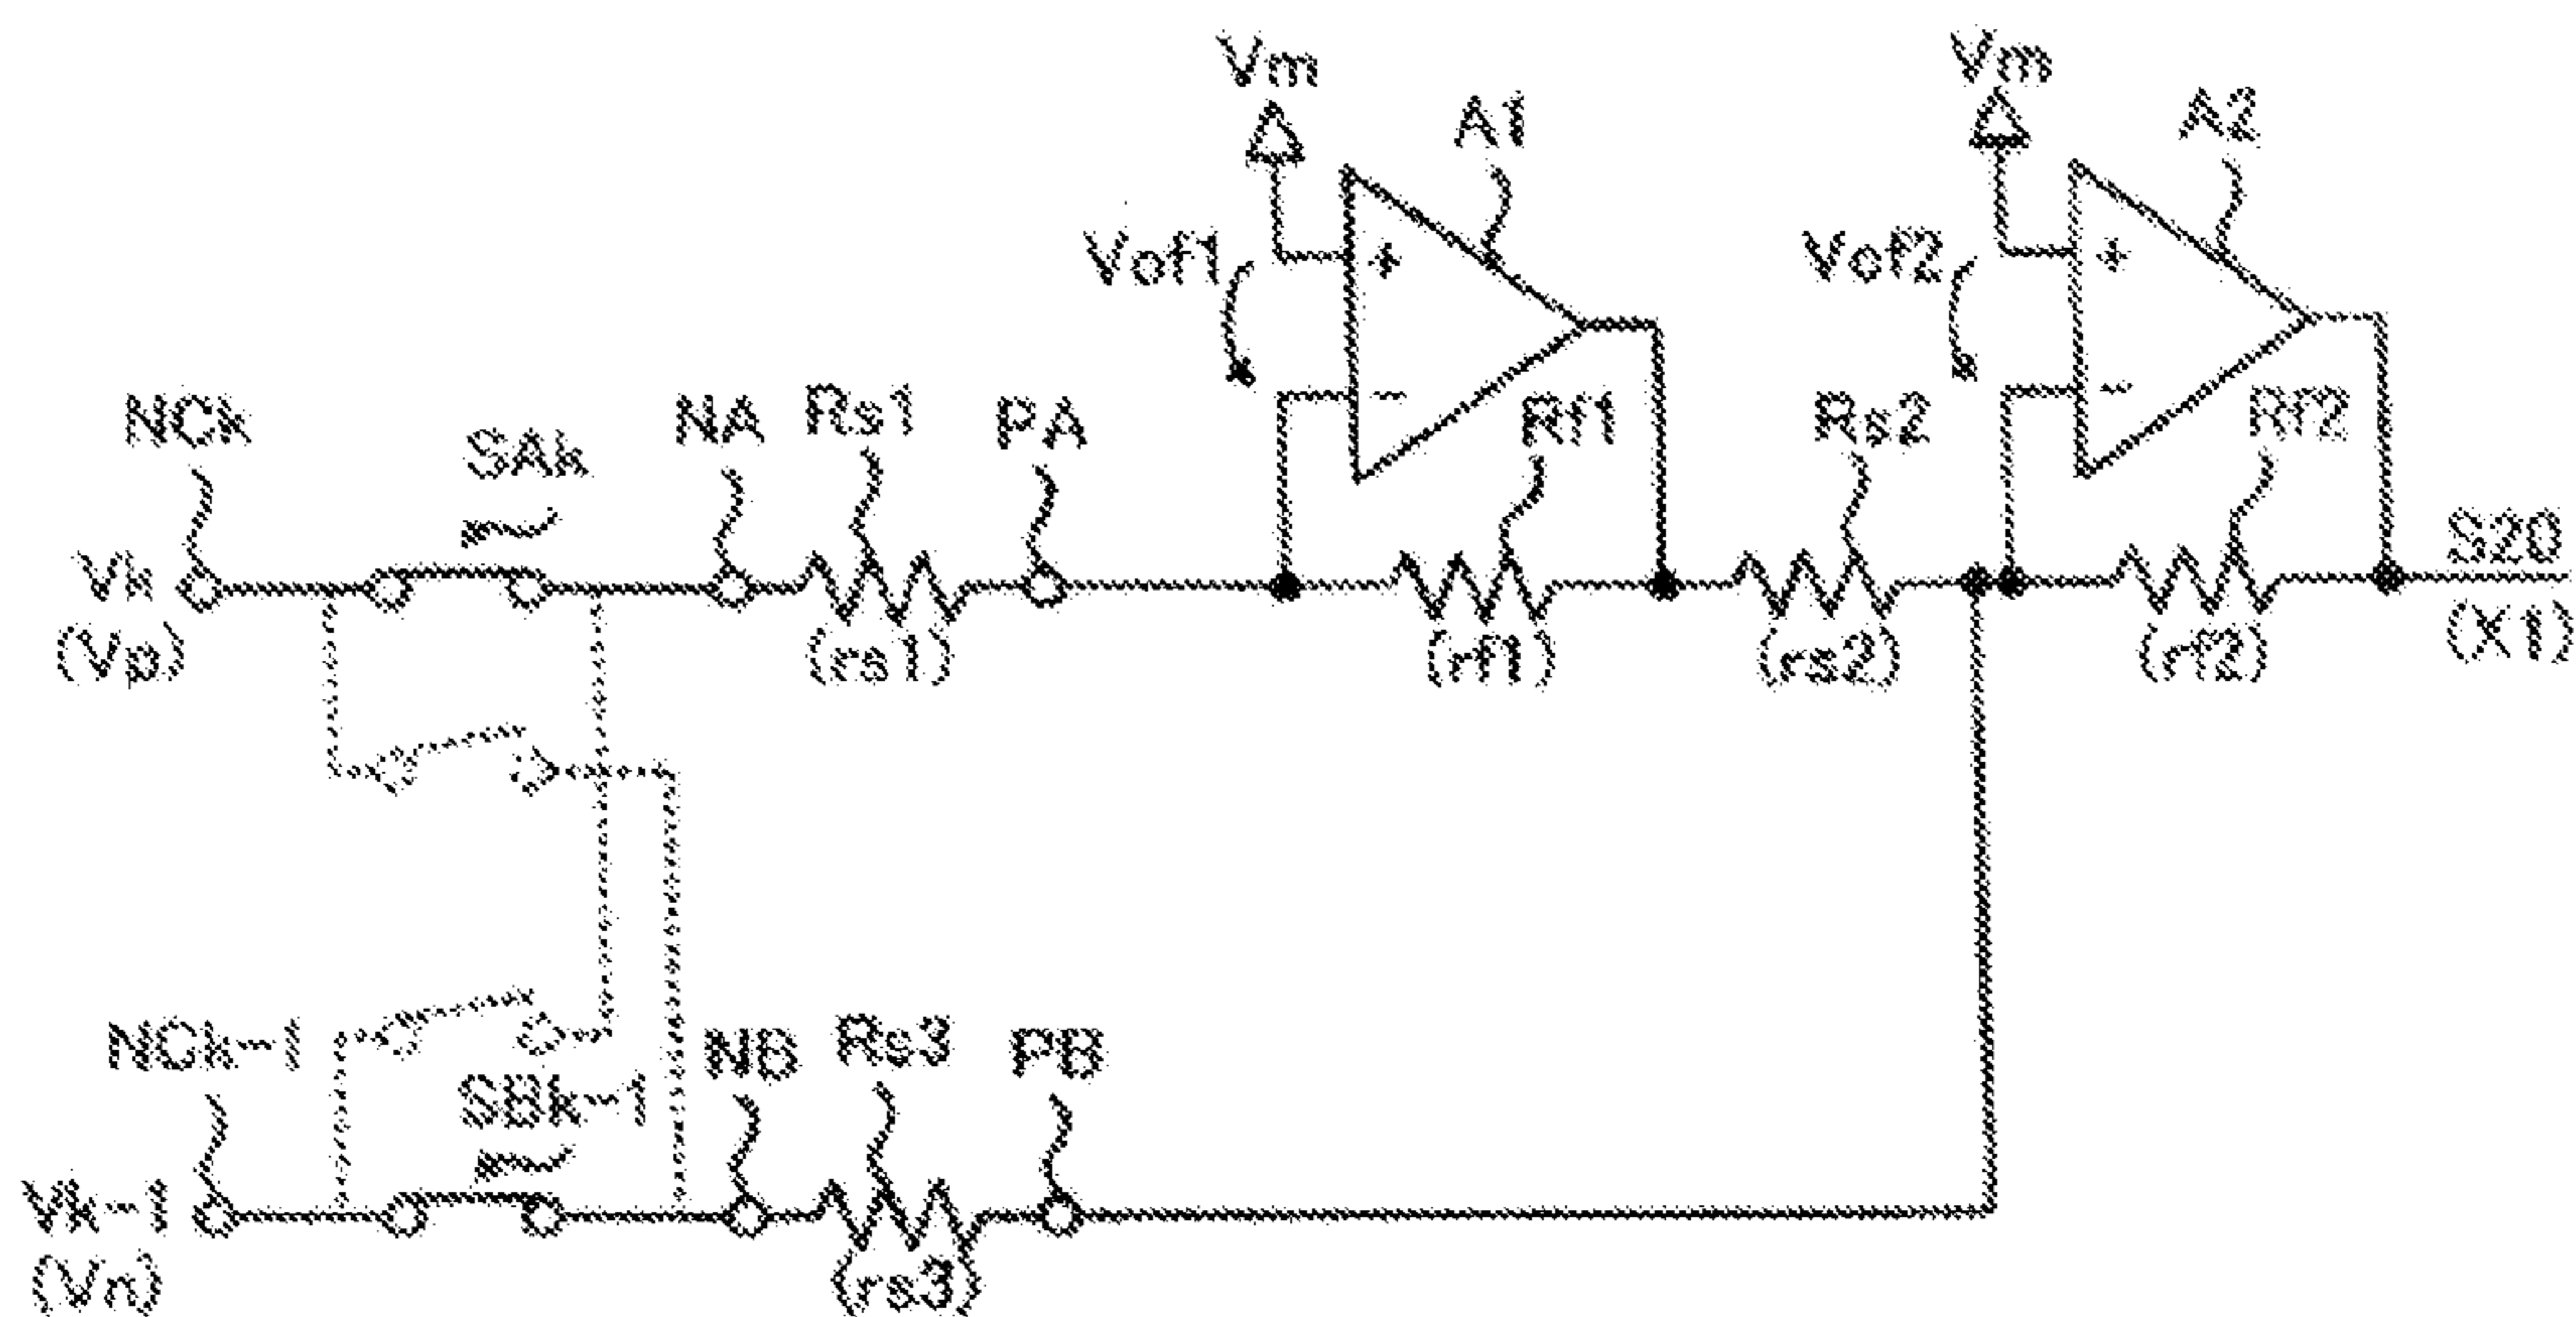 Vm
Vm
A1
A2
Vof1
Vof2
+
+
-
-
NCk
SAk
NA
Rs1
PA
Rf1
Rs2
Rf2
Vk
(Vp)
(rs1)
(rf1)
(rs2)
(rf2)
S20
(X1)
NCk-1
SBk-1
NB
Rs3
PB
Vk-1
(Vn)
(rs3)